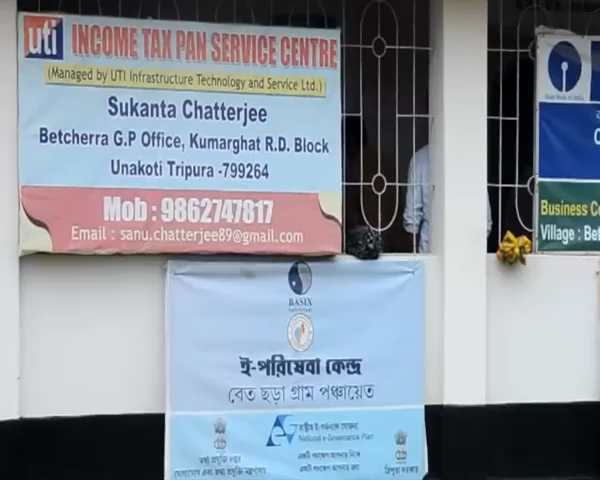 uti INCOME TAX PAN SERVICE CENTRE
(Managed by UTI Infrastructure Technology and Service Ltd.)
Sukanta Chatterjee
Betcherra G.P Office, Kumarghat R.D. Block
Unakoti Tripura -799264
Mob : 9862747817
Email : sanu.chatterjee89@gmail.com
BASIX
ই-পরিষেবা কেন্দ্র
বেত ছড়া গ্রাম পঞ্চায়েত
National e-Governance Plan
ত্রিপুরা সরকার
Business
Village :